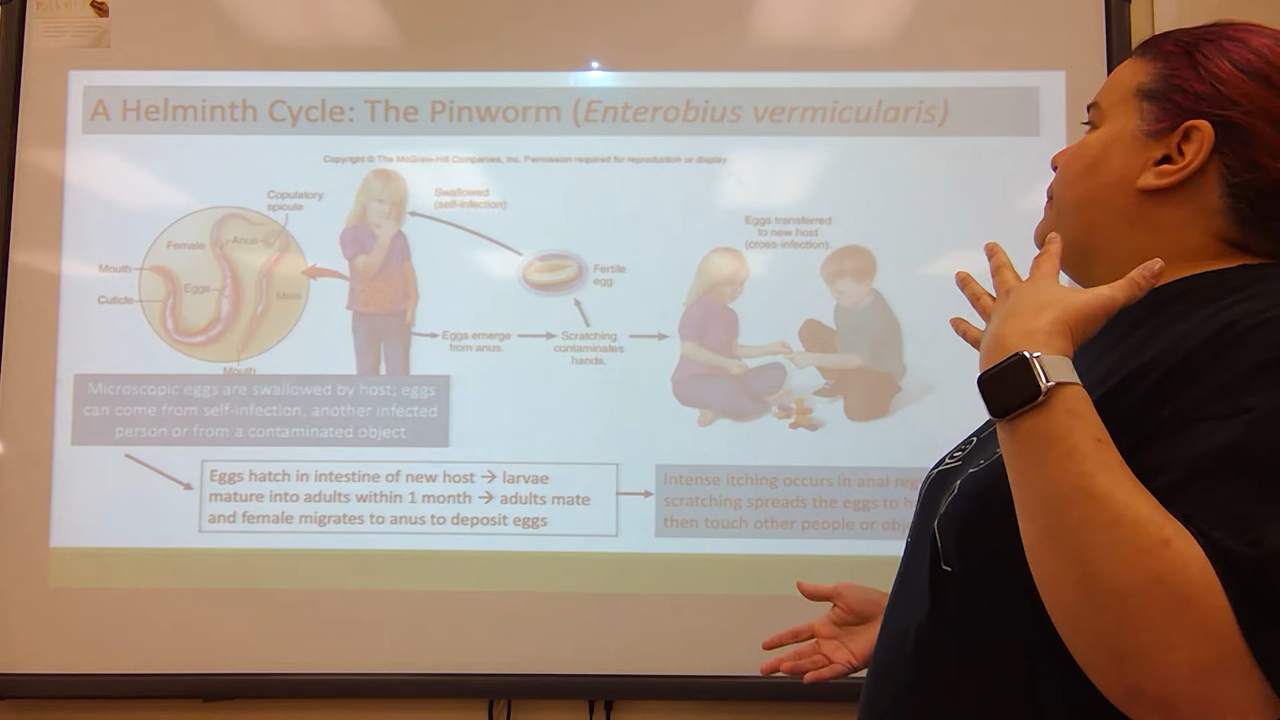 A Helminth Cycle: The Pinworm (Enterobius vermicularis)
Copyright © The McGraw-Hill Companies, Inc. Permission required for reproduction or display.
Copulatory
spicule
Swallowed
(self-infection)
Female
Anus
Mouth
Eggs
Cuticle
Male
Mouth
Fertile
egg
Eggs transferred
to new host
(cross-infection).
Eggs emerge
from anus.
Scratching
contaminates
hands.
Microscopic eggs are swallowed by host; eggs
can come from self-infection, another infected
person or from a contaminated object
Eggs hatch in intestine of new host → larvae
mature into adults within 1 month → adults mate
and female migrates to anus to deposit eggs
Intense itching occurs in anal
scratching spreads the eggs to
then touch other people or